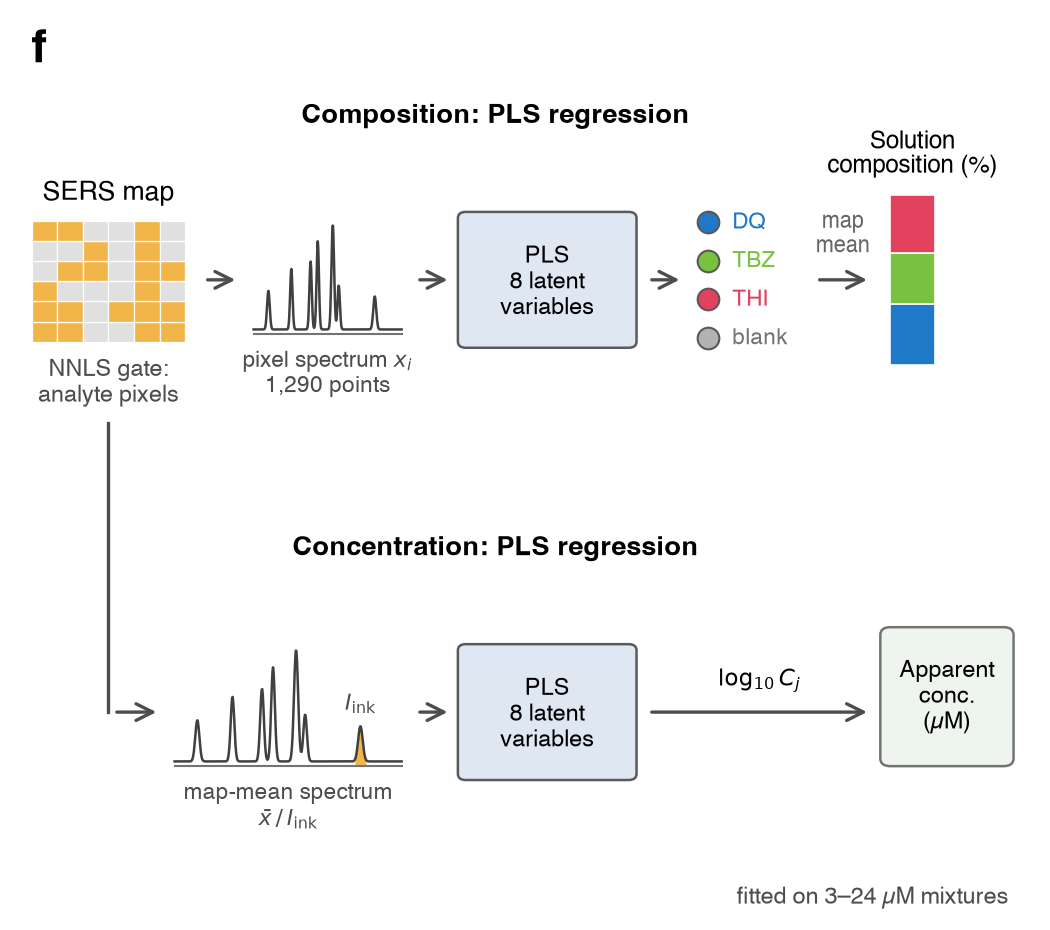 f
Composition: PLS regression
Solution
composition (%)
SERS map
NNLS gate:
analyte pixels
pixel spectrum xᵢ
1,290 points
PLS
8 latent
variables
DQ
TBZ
THI
blank
map
mean
Concentration: PLS regression
I_ink
map-mean spectrum
x̄ / I_ink
PLS
8 latent
variables
log₁₀ Cⱼ
Apparent
conc.
(µM)
fitted on 3–24 µM mixtures